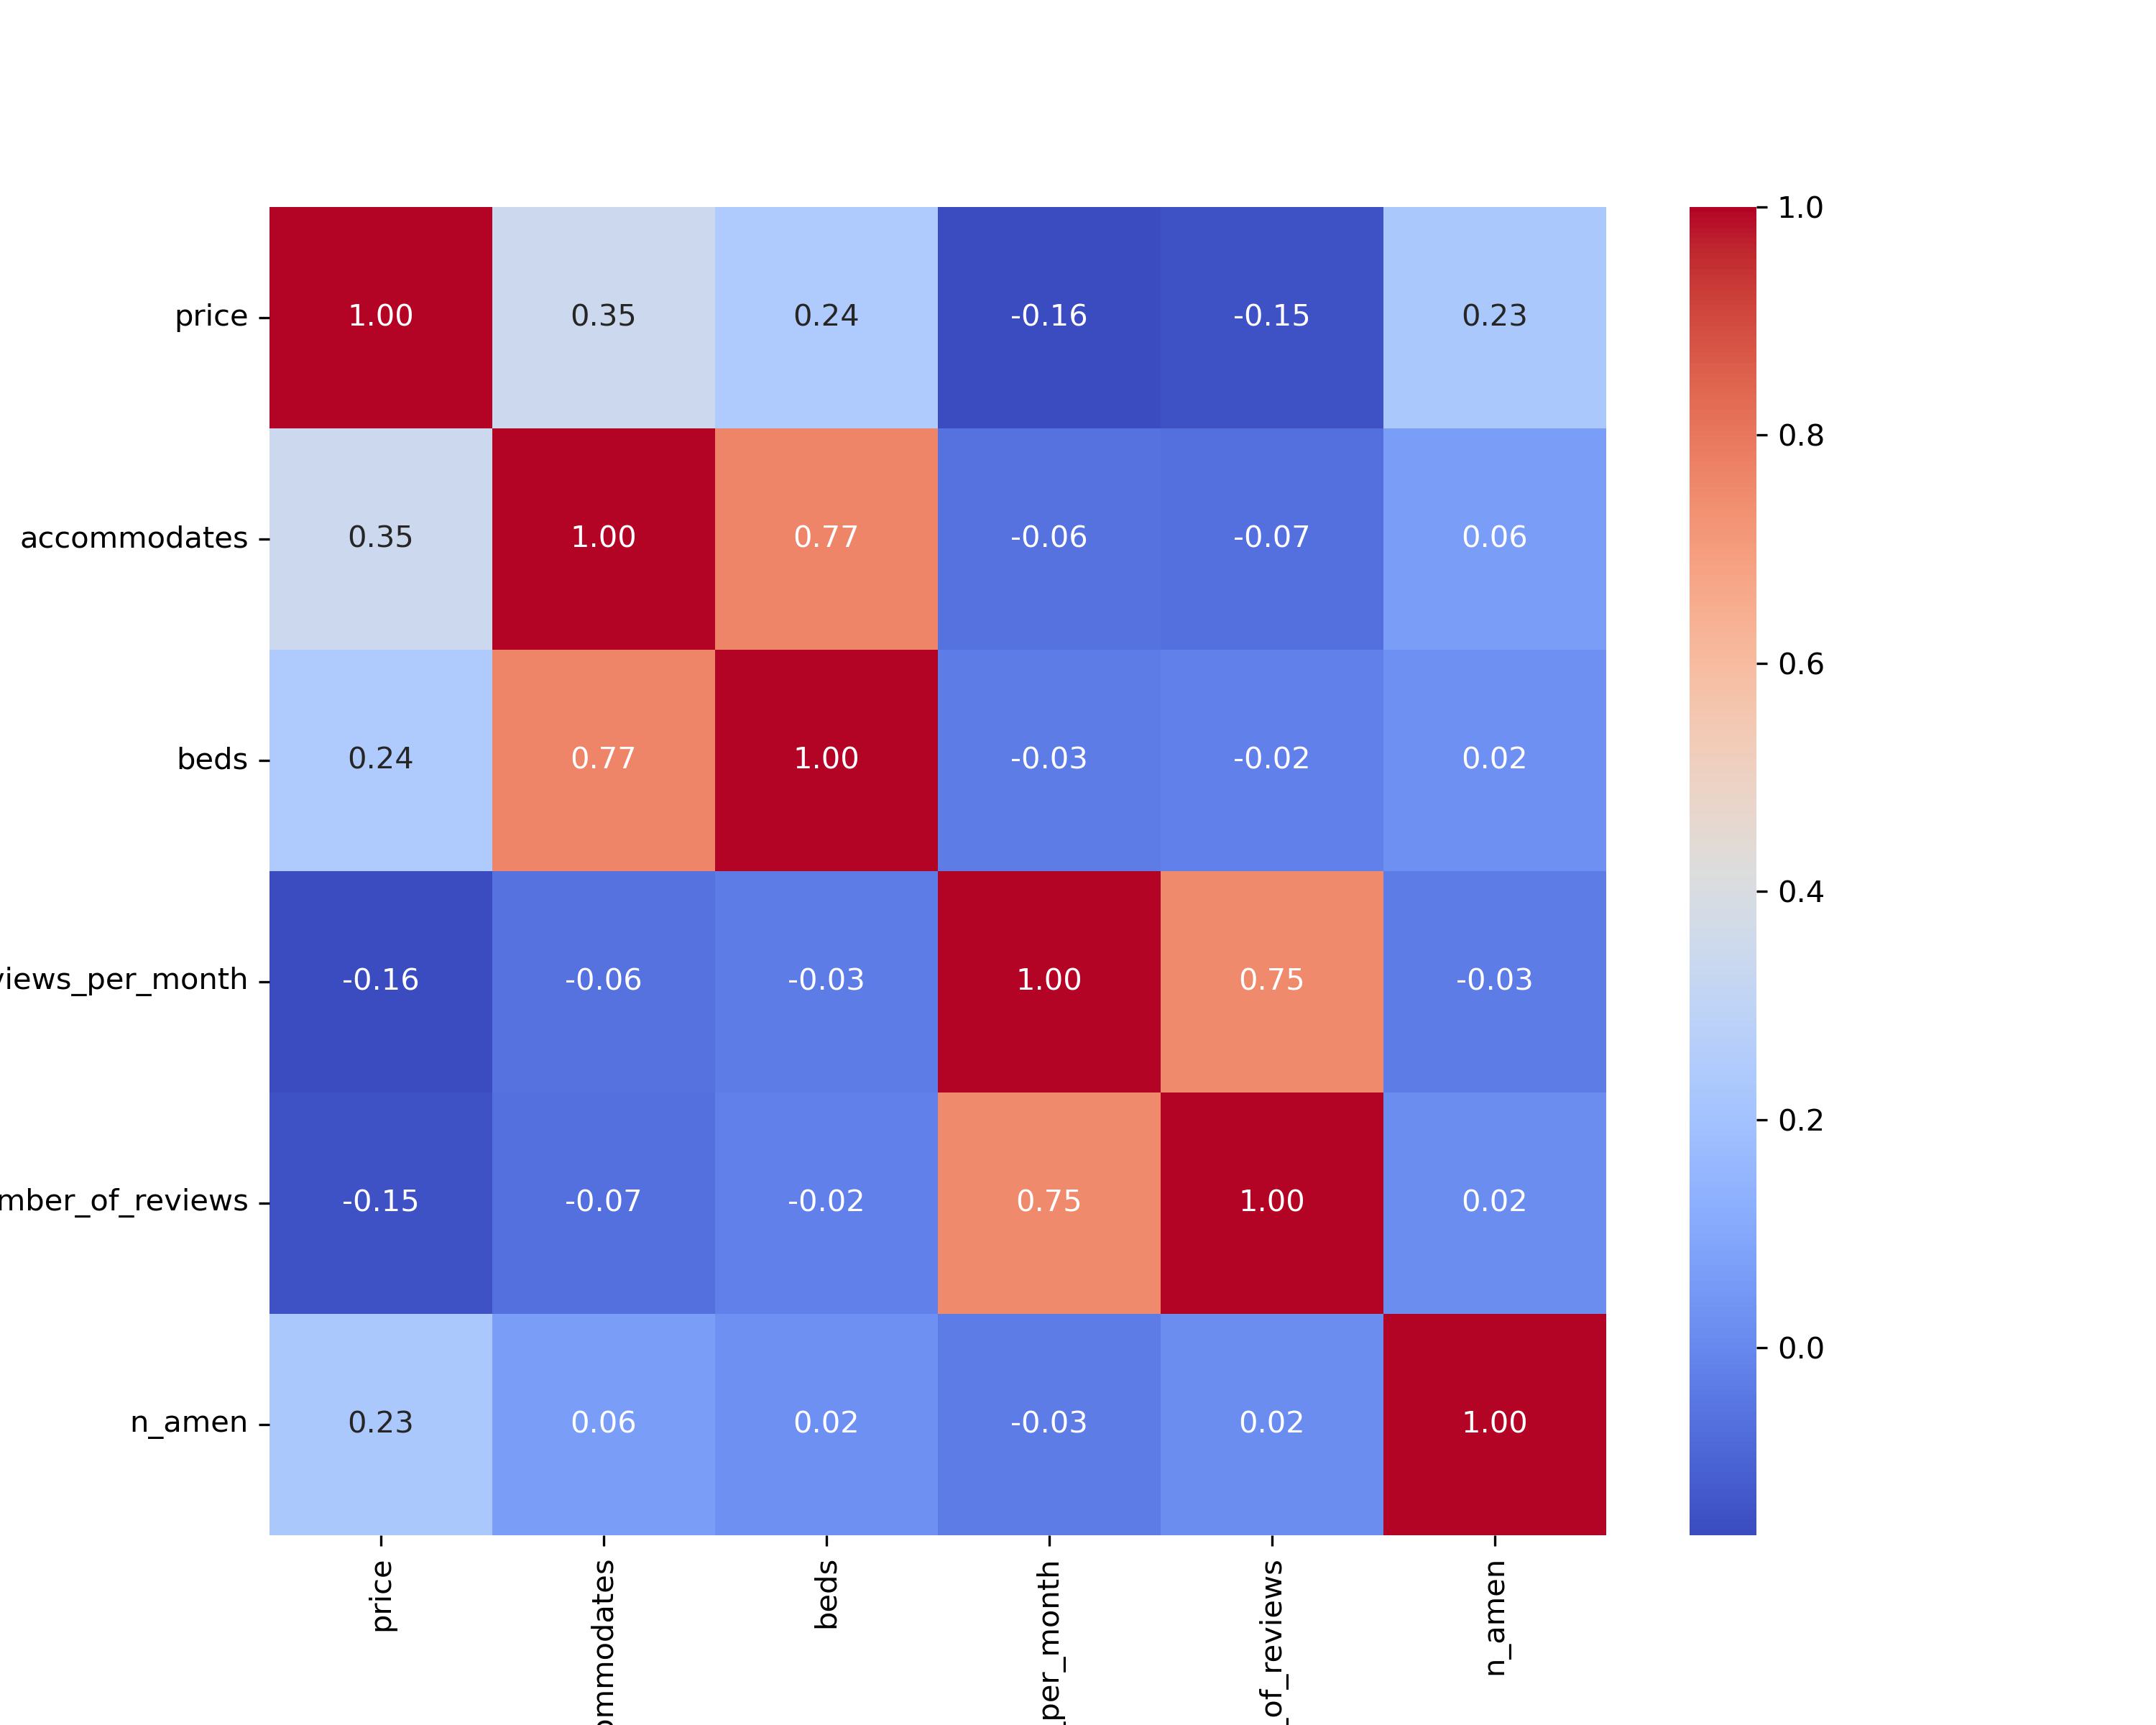 1.0
price 1.00 0.35 0.24 -0.16 -0.15 0.23
0.8
accommodates 0.35 1.00 0.77 -0.06 -0.07 0.06
0.6
beds 0.24 0.77 1.00 -0.03 -0.02 0.02
0.4
views_per_month -0.16 -0.06 -0.03 1.00 0.75 -0.03
0.2
mber_of_reviews -0.15 -0.07 -0.02 0.75 1.00 0.02
0.0
n_amen 0.23 0.06 0.02 -0.03 0.02 1.00
price ommodates beds _per_month _of_reviews n_amen